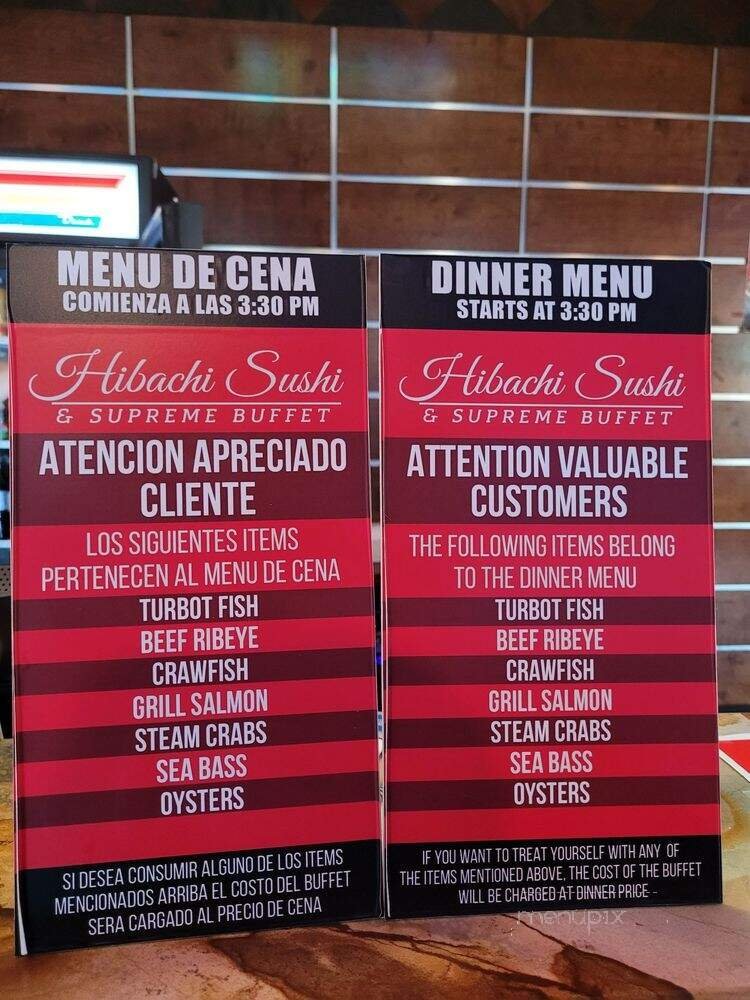 MENU DE CENA
COMIENZA A LAS 3:30 PM
Hibachi Sushi
& SUPREME BUFFET
ATENCION APRECIADO
CLIENTE
LOS SIGUIENTES ITEMS
PERTENECEN AL MENU DE CENA
TURBOT FISH
BEEF RIBEYE
CRAWFISH
GRILL SALMON
STEAM CRABS
SEA BASS
OYSTERS
SI DESEA CONSUMIR ALGUNO DE LOS ITEMS
MENCIONADOS ARRIBA EL COSTO DEL BUFFET
SERA CARGADO AL PRECIO DE CENA
DINNER MENU
STARTS AT 3:30 PM
Hibachi Sushi
& SUPREME BUFFET
ATTENTION VALUABLE
CUSTOMERS
THE FOLLOWING ITEMS BELONG
TO THE DINNER MENU
TURBOT FISH
BEEF RIBEYE
CRAWFISH
GRILL SALMON
STEAM CRABS
SEA BASS
OYSTERS
IF YOU WANT TO TREAT YOURSELF WITH ANY OF
THE ITEMS MENTIONED ABOVE, THE COST OF THE BUFFET
WILL BE CHARGED AT DINNER PRICE
menupix